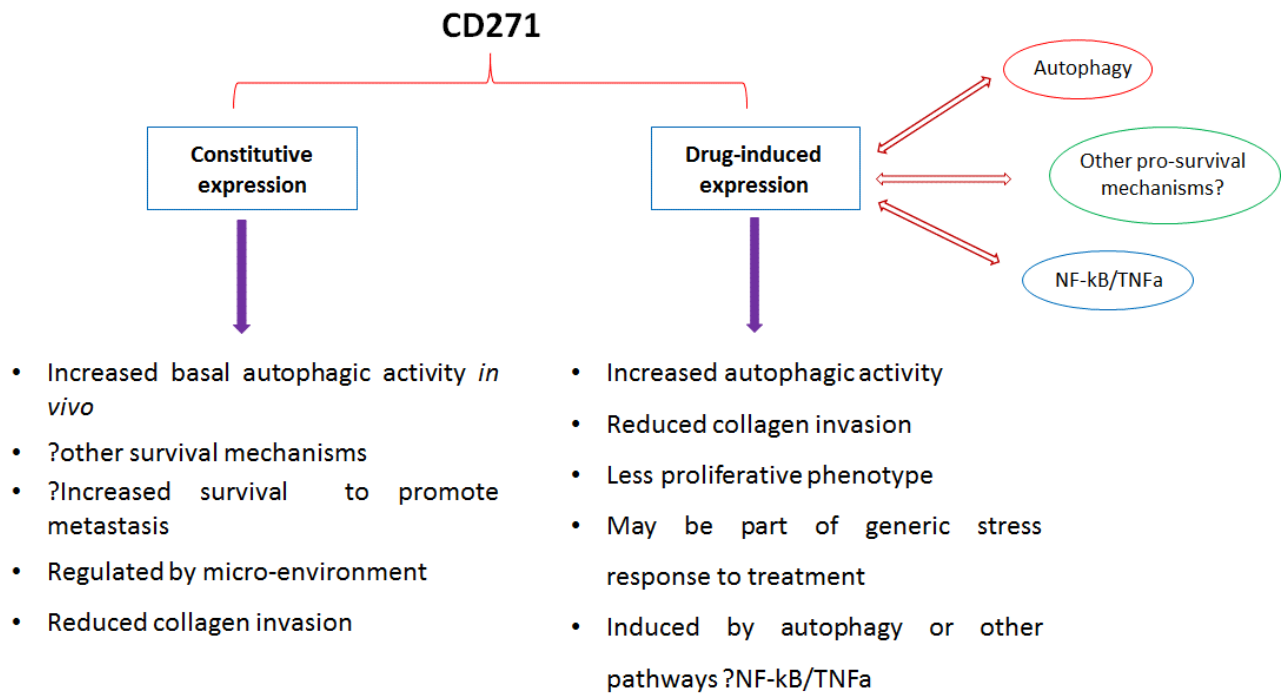 CD271
Constitutive
expression
Drug-induced
expression
Autophagy
Other pro-survival
mechanisms?
NF-kB/TNFa
• Increased basal autophagic activity in
vivo
• ?other survival mechanisms
• ?Increased survival to promote
metastasis
• Regulated by micro-environment
• Reduced collagen invasion
• Increased autophagic activity
• Reduced collagen invasion
• Less proliferative phenotype
• May be part of generic stress
response to treatment
• Induced by autophagy or other
pathways ?NF-kB/TNFa